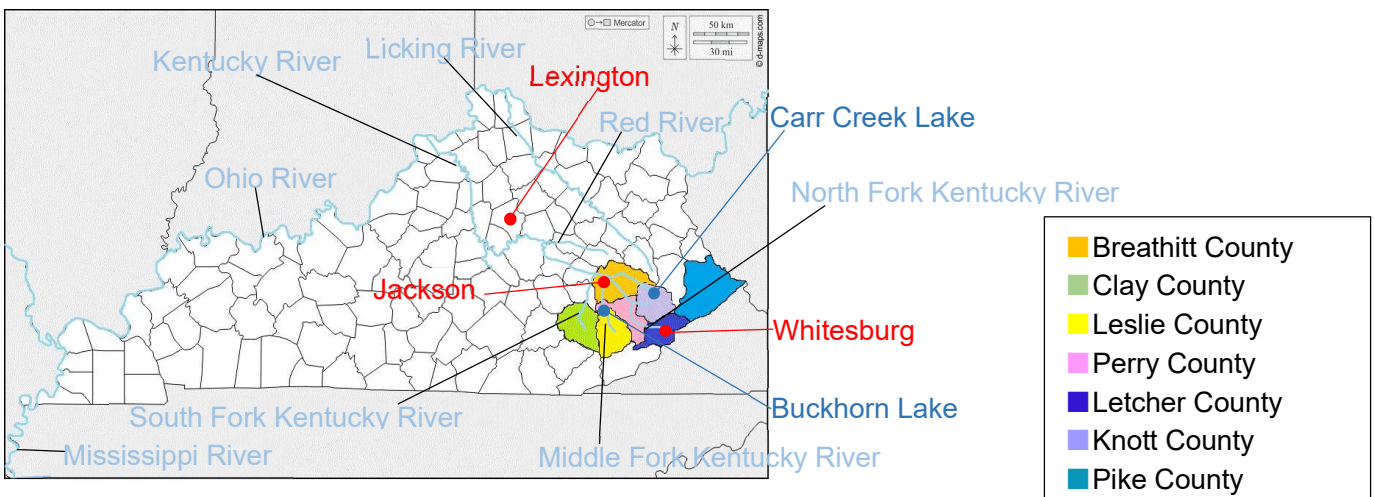 Mercator
N
50 km
30 mi
© d-maps.com
Licking River
Kentucky River
Lexington
Red River
Carr Creek Lake
Ohio River
North Fork Kentucky River
Jackson
Whitesburg
South Fork Kentucky River
Buckhorn Lake
Mississippi River
Middle Fork Kentucky River
Breathitt County
Clay County
Leslie County
Perry County
Letcher County
Knott County
Pike County